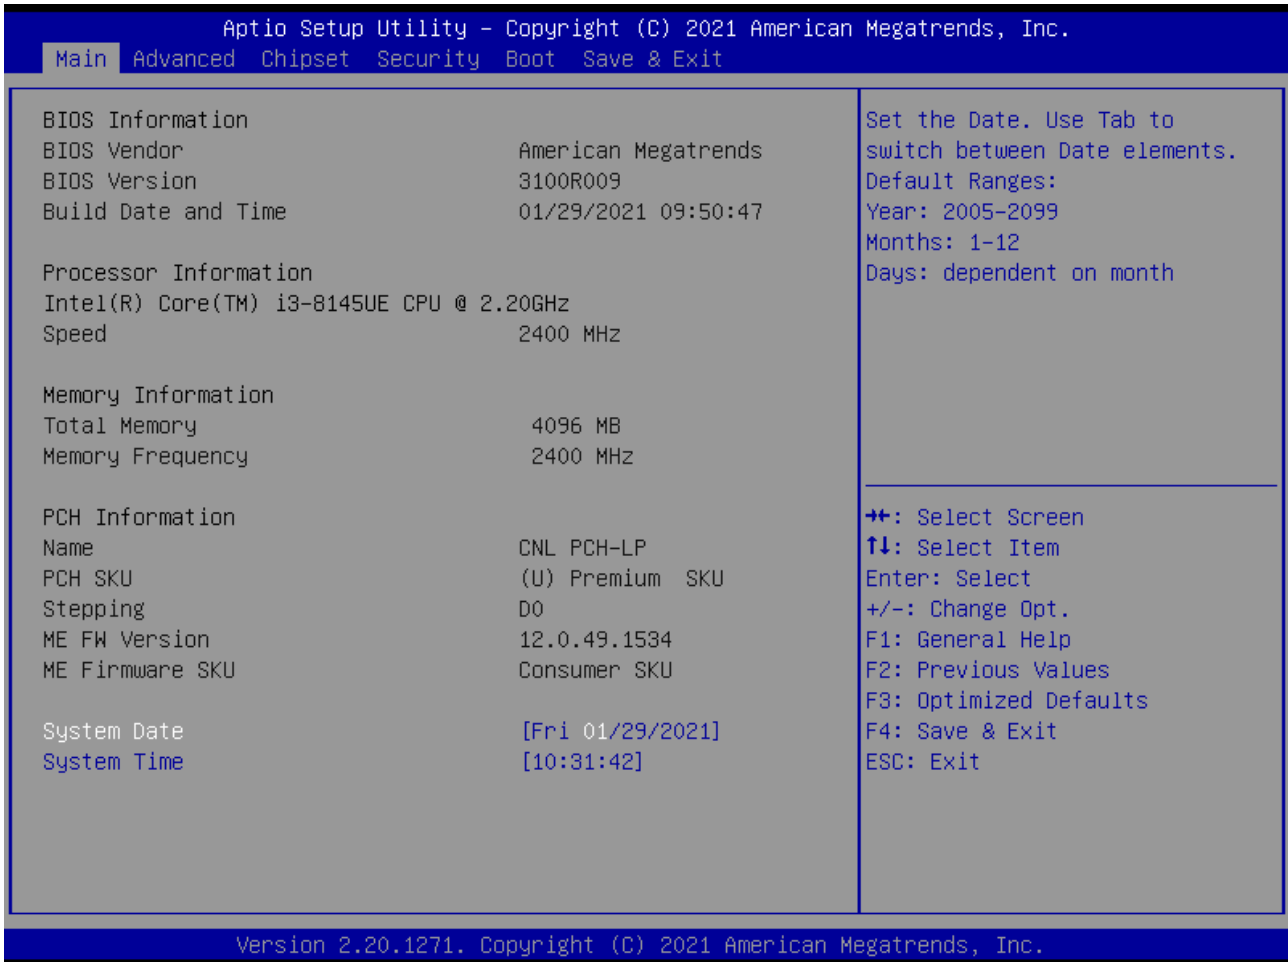 Aptio Setup Utility – Copyright (C) 2021 American Megatrends, Inc.
Main Advanced Chipset Security Boot Save & Exit
BIOS Information
BIOS Vendor American Megatrends
BIOS Version 3100R009
Build Date and Time 01/29/2021 09:50:47
Processor Information
Intel(R) Core(TM) i3-8145UE CPU @ 2.20GHz
Speed 2400 MHz
Memory Information
Total Memory 4096 MB
Memory Frequency 2400 MHz
PCH Information
Name CNL PCH-LP
PCH SKU (U) Premium SKU
Stepping D0
ME FW Version 12.0.49.1534
ME Firmware SKU Consumer SKU
System Date [Fri 01/29/2021]
System Time [10:31:42]
Set the Date. Use Tab to
switch between Date elements.
Default Ranges:
Year: 2005-2099
Months: 1-12
Days: dependent on month
→←: Select Screen
↑↓: Select Item
Enter: Select
+/-: Change Opt.
F1: General Help
F2: Previous Values
F3: Optimized Defaults
F4: Save & Exit
ESC: Exit
Version 2.20.1271. Copyright (C) 2021 American Megatrends, Inc.